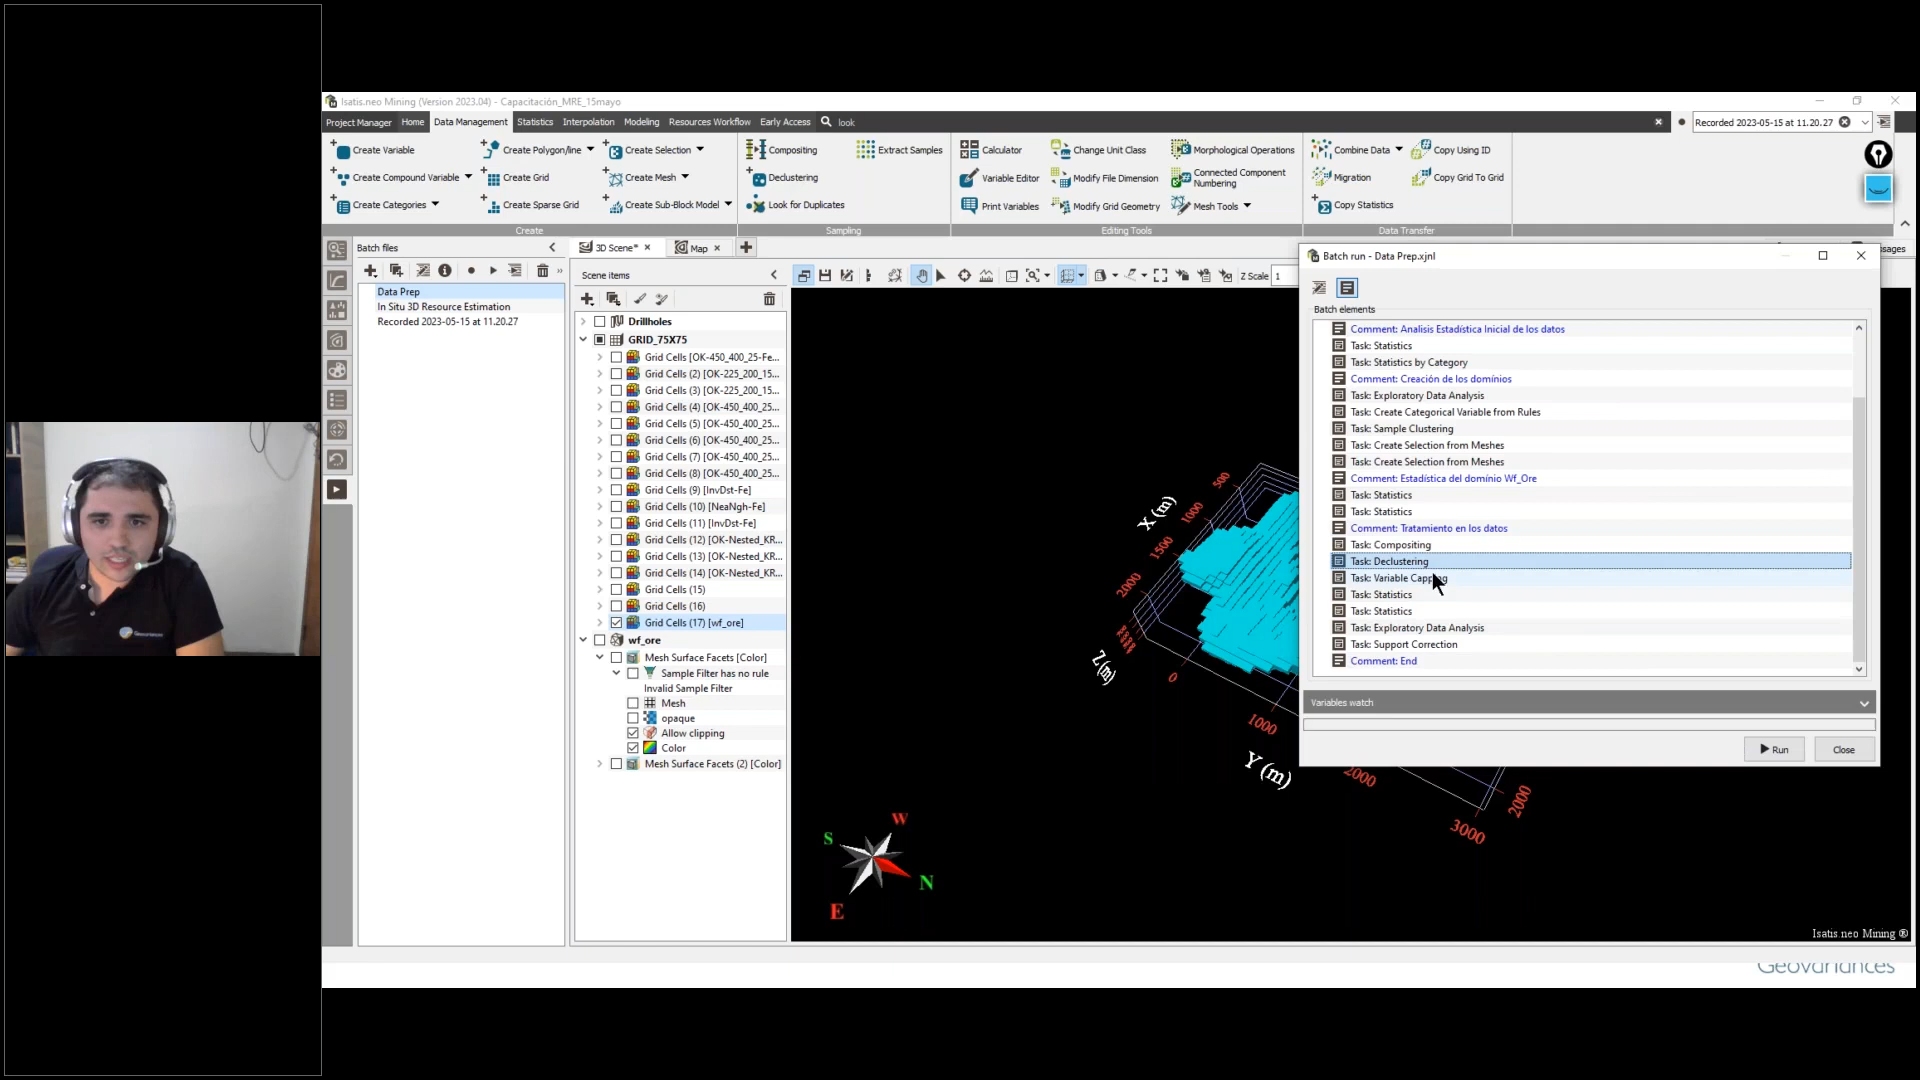 Isatis.neo Mining (Version 2023.04) - Capacitación_MRE_15mayo
Project Manager
Home
Data Management
Statistics
Interpolation
Modeling
Resources Workflow
Early Access
look
Recorded 2023-05-15 at 11.20.27
Create Variable
Create Polygon/line
Create Selection
Compositing
Extract Samples
Calculator
Change Unit Class
Morphological Operations
Combine Data
Copy Using ID
Create Compound Variable
Create Grid
Create Mesh
Declustering
Variable Editor
Modify File Dimension
Connected Component
Numbering
Migration
Copy Grid To Grid
Create Categories
Create Sparse Grid
Create Sub-Block Model
Look for Duplicates
Print Variables
Modify Grid Geometry
Mesh Tools
Copy Statistics
Create
Sampling
Editing Tools
Data Transfer
Batch files
Data Prep
In Situ 3D Resource Estimation
Recorded 2023-05-15 at 11.20.27
3D Scene*
Map
ssages
Scene items
Z Scale 1
Drillholes
GRID_75X75
Grid Cells [OK-450_400_25-Fe...
Grid Cells (2) [OK-225_200_15...
Grid Cells (3) [OK-225_200_15...
Grid Cells (4) [OK-450_400_25...
Grid Cells (5) [OK-450_400_25...
Grid Cells (6) [OK-450_400_25...
Grid Cells (7) [OK-450_400_25...
Grid Cells (8) [OK-450_400_25...
Grid Cells (9) [InvDst-Fe]
Grid Cells (10) [NeaNgh-Fe]
Grid Cells (11) [InvDst-Fe]
Grid Cells (12) [OK-Nested_KR...
Grid Cells (13) [OK-Nested_KR...
Grid Cells (14) [OK-Nested_KR...
Grid Cells (15)
Grid Cells (16)
Grid Cells (17) [wf_ore]
wf_ore
Mesh Surface Facets [Color]
Sample Filter has no rule
Invalid Sample Filter
Mesh
opaque
Allow clipping
Color
Mesh Surface Facets (2) [Color]
X (m)
500
1000
1500
2000
Z(m)
0
1000
Y (m)
2000
3000
2000
W
S
N
E
Isatis.neo Mining ®
Batch run - Data Prep.xjnl
Batch elements
Comment: Analisis Estadística Inicial de los datos
Task: Statistics
Task: Statistics by Category
Comment: Creación de los domínios
Task: Exploratory Data Analysis
Task: Create Categorical Variable from Rules
Task: Sample Clustering
Task: Create Selection from Meshes
Task: Create Selection from Meshes
Comment: Estadística del domínio Wf_Ore
Task: Statistics
Task: Statistics
Comment: Tratamiento en los datos
Task: Compositing
Task: Declustering
Task: Variable Capping
Task: Statistics
Task: Statistics
Task: Exploratory Data Analysis
Task: Support Correction
Comment: End
Variables watch
Run
Close
Geovariances
Geovariances